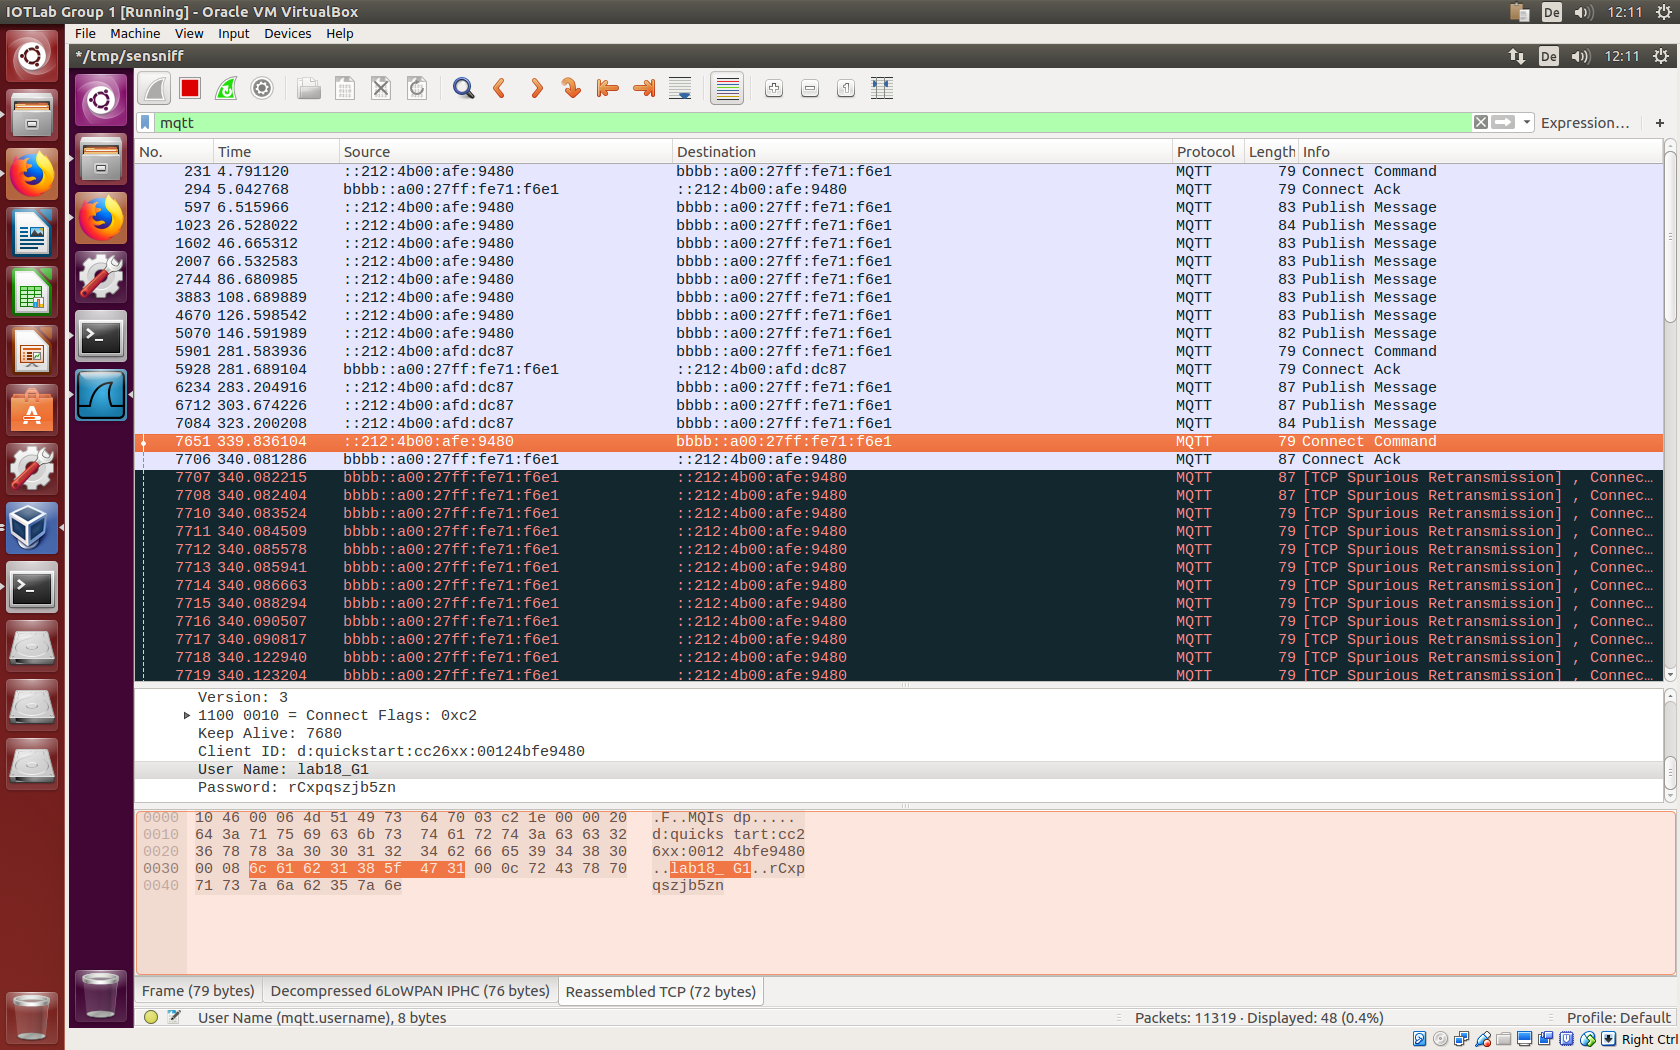 IOTLab Group 1 [Running] - Oracle VM VirtualBox
De 12:11
File Machine View Input Devices Help
*/tmp/sensniff
De 12:11
mqtt
Expression… +
No. Time Source Destination Protocol Length Info
231 4.791120 ::212:4b00:afe:9480 bbbb::a00:27ff:fe71:f6e1 MQTT 79 Connect Command
294 5.042768 bbbb::a00:27ff:fe71:f6e1 ::212:4b00:afe:9480 MQTT 79 Connect Ack
597 6.515966 ::212:4b00:afe:9480 bbbb::a00:27ff:fe71:f6e1 MQTT 83 Publish Message
1023 26.528022 ::212:4b00:afe:9480 bbbb::a00:27ff:fe71:f6e1 MQTT 84 Publish Message
1602 46.665312 ::212:4b00:afe:9480 bbbb::a00:27ff:fe71:f6e1 MQTT 83 Publish Message
2007 66.532583 ::212:4b00:afe:9480 bbbb::a00:27ff:fe71:f6e1 MQTT 83 Publish Message
2744 86.680985 ::212:4b00:afe:9480 bbbb::a00:27ff:fe71:f6e1 MQTT 83 Publish Message
3883 108.689889 ::212:4b00:afe:9480 bbbb::a00:27ff:fe71:f6e1 MQTT 83 Publish Message
4670 126.598542 ::212:4b00:afe:9480 bbbb::a00:27ff:fe71:f6e1 MQTT 83 Publish Message
5070 146.591989 ::212:4b00:afe:9480 bbbb::a00:27ff:fe71:f6e1 MQTT 82 Publish Message
5901 281.583936 ::212:4b00:afd:dc87 bbbb::a00:27ff:fe71:f6e1 MQTT 79 Connect Command
5928 281.689104 bbbb::a00:27ff:fe71:f6e1 ::212:4b00:afd:dc87 MQTT 79 Connect Ack
6234 283.204916 ::212:4b00:afd:dc87 bbbb::a00:27ff:fe71:f6e1 MQTT 87 Publish Message
6712 303.674226 ::212:4b00:afd:dc87 bbbb::a00:27ff:fe71:f6e1 MQTT 87 Publish Message
7084 323.200208 ::212:4b00:afd:dc87 bbbb::a00:27ff:fe71:f6e1 MQTT 84 Publish Message
7651 339.836104 ::212:4b00:afe:9480 bbbb::a00:27ff:fe71:f6e1 MQTT 79 Connect Command
7706 340.081286 bbbb::a00:27ff:fe71:f6e1 ::212:4b00:afe:9480 MQTT 87 Connect Ack
7707 340.082215 bbbb::a00:27ff:fe71:f6e1 ::212:4b00:afe:9480 MQTT 87 [TCP Spurious Retransmission] , Connec…
7708 340.082404 bbbb::a00:27ff:fe71:f6e1 ::212:4b00:afe:9480 MQTT 87 [TCP Spurious Retransmission] , Connec…
7710 340.083524 bbbb::a00:27ff:fe71:f6e1 ::212:4b00:afe:9480 MQTT 79 [TCP Spurious Retransmission] , Connec…
7711 340.084509 bbbb::a00:27ff:fe71:f6e1 ::212:4b00:afe:9480 MQTT 79 [TCP Spurious Retransmission] , Connec…
7712 340.085578 bbbb::a00:27ff:fe71:f6e1 ::212:4b00:afe:9480 MQTT 79 [TCP Spurious Retransmission] , Connec…
7713 340.085941 bbbb::a00:27ff:fe71:f6e1 ::212:4b00:afe:9480 MQTT 79 [TCP Spurious Retransmission] , Connec…
7714 340.086663 bbbb::a00:27ff:fe71:f6e1 ::212:4b00:afe:9480 MQTT 79 [TCP Spurious Retransmission] , Connec…
7715 340.088294 bbbb::a00:27ff:fe71:f6e1 ::212:4b00:afe:9480 MQTT 79 [TCP Spurious Retransmission] , Connec…
7716 340.090507 bbbb::a00:27ff:fe71:f6e1 ::212:4b00:afe:9480 MQTT 79 [TCP Spurious Retransmission] , Connec…
7717 340.090817 bbbb::a00:27ff:fe71:f6e1 ::212:4b00:afe:9480 MQTT 79 [TCP Spurious Retransmission] , Connec…
7718 340.122940 bbbb::a00:27ff:fe71:f6e1 ::212:4b00:afe:9480 MQTT 79 [TCP Spurious Retransmission] , Connec…
7719 340.123204 bbbb::a00:27ff:fe71:f6e1 ::212:4b00:afe:9480 MQTT 79 [TCP Spurious Retransmission] , Connec…
Version: 3
1100 0010 = Connect Flags: 0xc2
Keep Alive: 7680
Client ID: d:quickstart:cc26xx:00124bfe9480
User Name: lab18_G1
Password: rCxpqszjb5zn
0000 10 46 00 06 4d 51 49 73 64 70 03 c2 1e 00 00 20 .F..MQIs dp.....
0010 64 3a 71 75 69 63 6b 73 74 61 72 74 3a 63 63 32 d:quicks tart:cc2
0020 36 78 78 3a 30 30 31 32 34 62 66 65 39 34 38 30 6xx:0012 4bfe9480
0030 00 08 6c 61 62 31 38 5f 47 31 00 0c 72 43 78 70 ..lab18_ G1..rCxp
0040 71 73 7a 6a 62 35 7a 6e qszjb5zn
Frame (79 bytes) Decompressed 6LoWPAN IPHC (76 bytes) Reassembled TCP (72 bytes)
User Name (mqtt.username), 8 bytes Packets: 11319 · Displayed: 48 (0.4%) Profile: Default
Right Ctrl